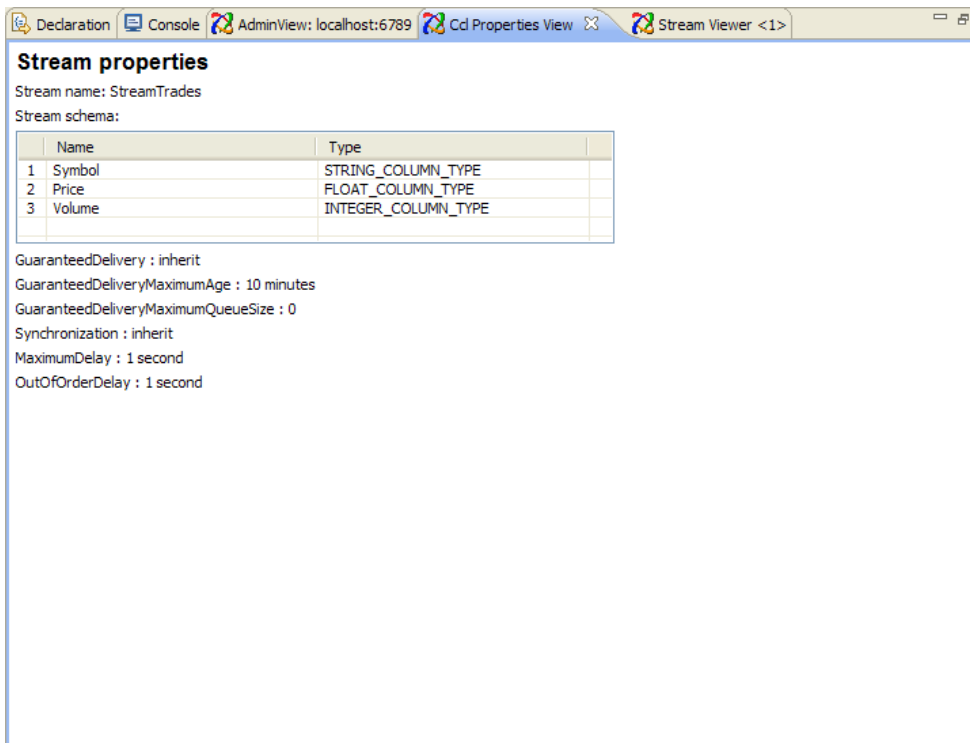 Declaration Console AdminView: localhost:6789 Ccl Properties View Stream Viewer <1>
Stream properties
Stream name: StreamTrades
Stream schema:
Name Type
1 Symbol STRING_COLUMN_TYPE
2 Price FLOAT_COLUMN_TYPE
3 Volume INTEGER_COLUMN_TYPE
GuaranteedDelivery : inherit
GuaranteedDeliveryMaximumAge : 10 minutes
GuaranteedDeliveryMaximumQueueSize : 0
Synchronization : inherit
MaximumDelay : 1 second
OutOfOrderDelay : 1 second